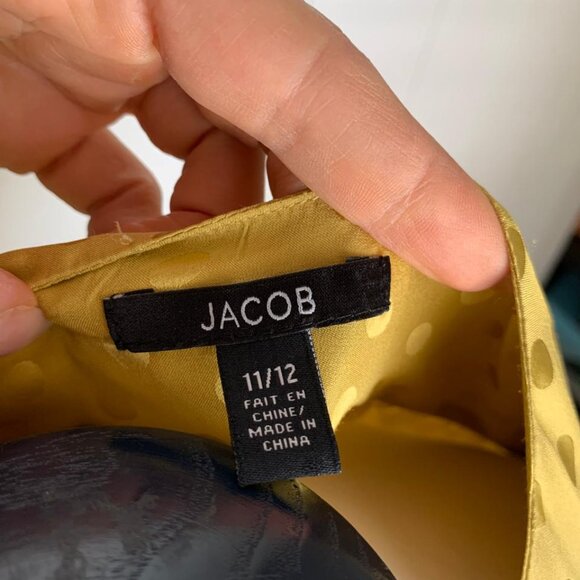 JACOB
11/12
FAIT EN
CHINE/
MADE IN
CHINA